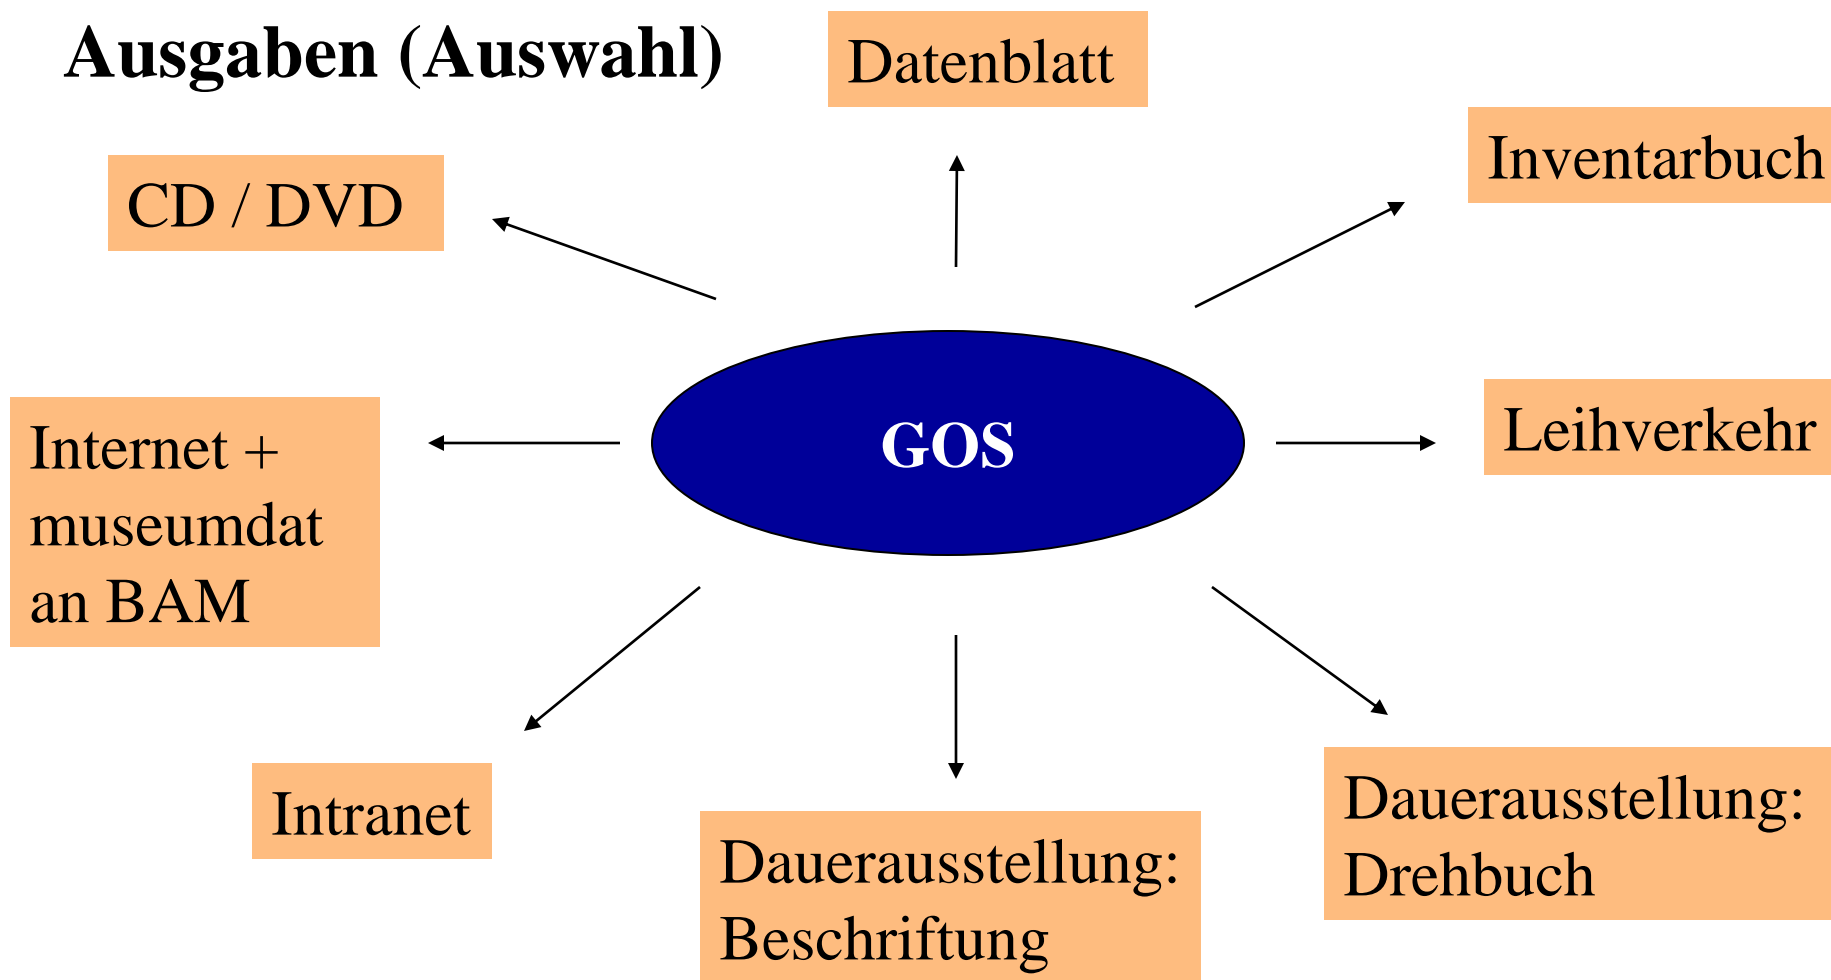 Ausgaben (Auswahl)
Datenblatt
Inventarbuch
CD / DVD
Leihverkehr
GOS
Internet +
museumdat
an BAM
Intranet
Dauerausstellung:
Beschriftung
Dauerausstellung:
Drehbuch